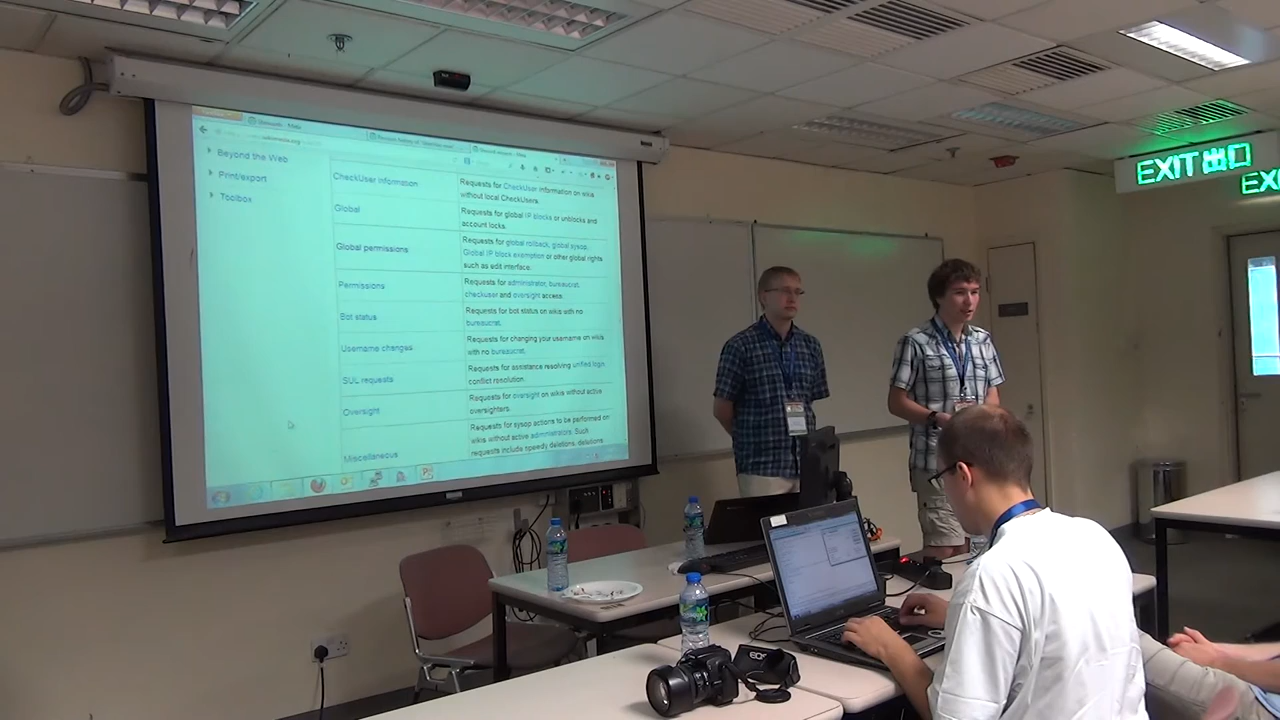 Beyond the Web
Print/export
Toolbox
CheckUser information
Requests for CheckUser information on wikis
without local CheckUsers.
Global
Requests for global IP blocks or unblocks and
account locks.
Global permissions
Requests for global rollback, global sysop,
Global IP block exemption or other global rights
such as edit interface.
Permissions
Requests for administrator, bureaucrat,
checkuser and oversight access.
Bot status
Requests for bot status on wikis with no
bureaucrat.
Username changes
Requests for changing your username on wikis
with no bureaucrat.
SUL requests
Requests for assistance resolving unified login
conflict resolution.
Oversight
Requests for oversight on wikis without active
oversighters.
Miscellaneous
Requests for sysop actions to be performed on
wikis without active administrators. Such
requests include speedy deletions, deletions
EXIT 出口
EXI
EOS